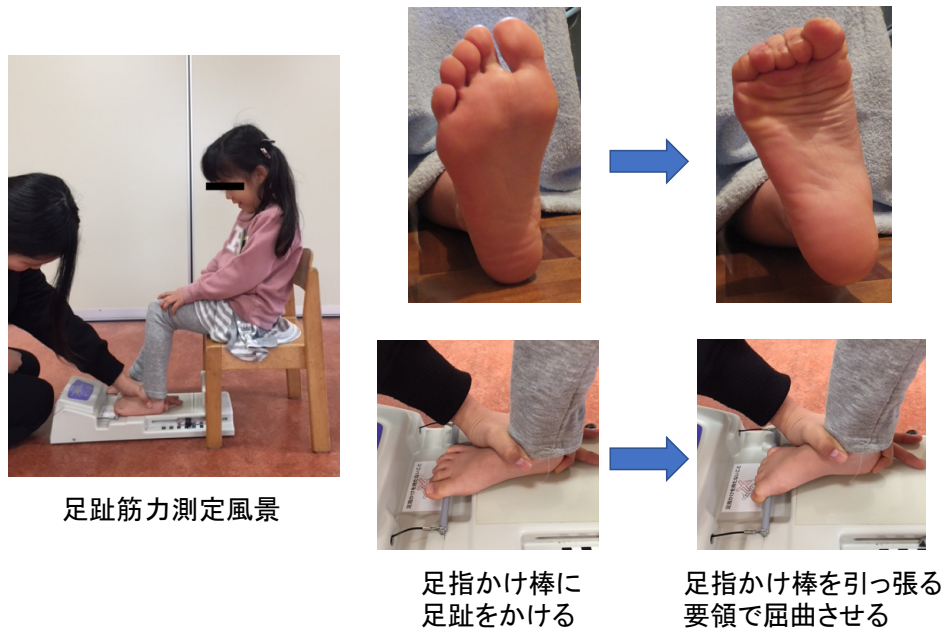 足趾筋力測定風景
足指かけ棒に
足趾をかける
足指かけ棒を引っ張る
要領で屈曲させる